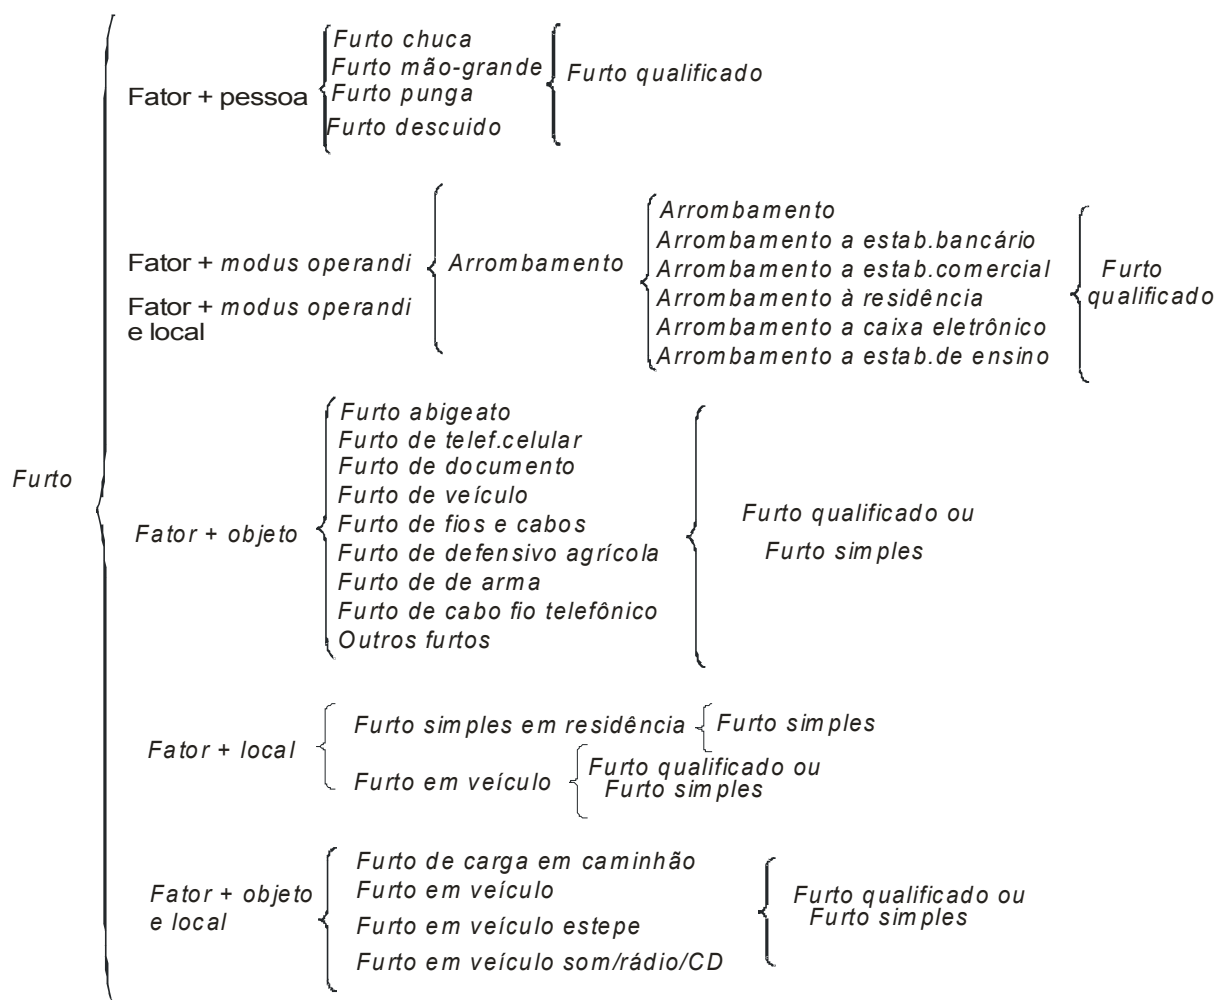 Furto
Fator + pessoa
Furto chuca
Furto mão-grande
Furto punga
Furto descuido
Furto qualificado
Fator + modus operandi
Fator + modus operandi
e local
Arrombamento
Arrombamento
Arrombamento a estab.bancário
Arrombamento a estab.comercial
Arrombamento à residência
Arrombamento a caixa eletrônico
Arrombamento a estab.de ensino
Furto
qualificado
Fator + objeto
Furto abigeato
Furto de telef.celular
Furto de documento
Furto de veículo
Furto de fios e cabos
Furto de defensivo agrícola
Furto de de arma
Furto de cabo fio telefônico
Outros furtos
Furto qualificado ou
Furto simples
Fator + local
Furto simples em residência
Furto simples
Furto em veículo
Furto qualificado ou
Furto simples
Fator + objeto
e local
Furto de carga em caminhão
Furto em veículo
Furto em veículo estepe
Furto em veículo som/rádio/CD
Furto qualificado ou
Furto simples